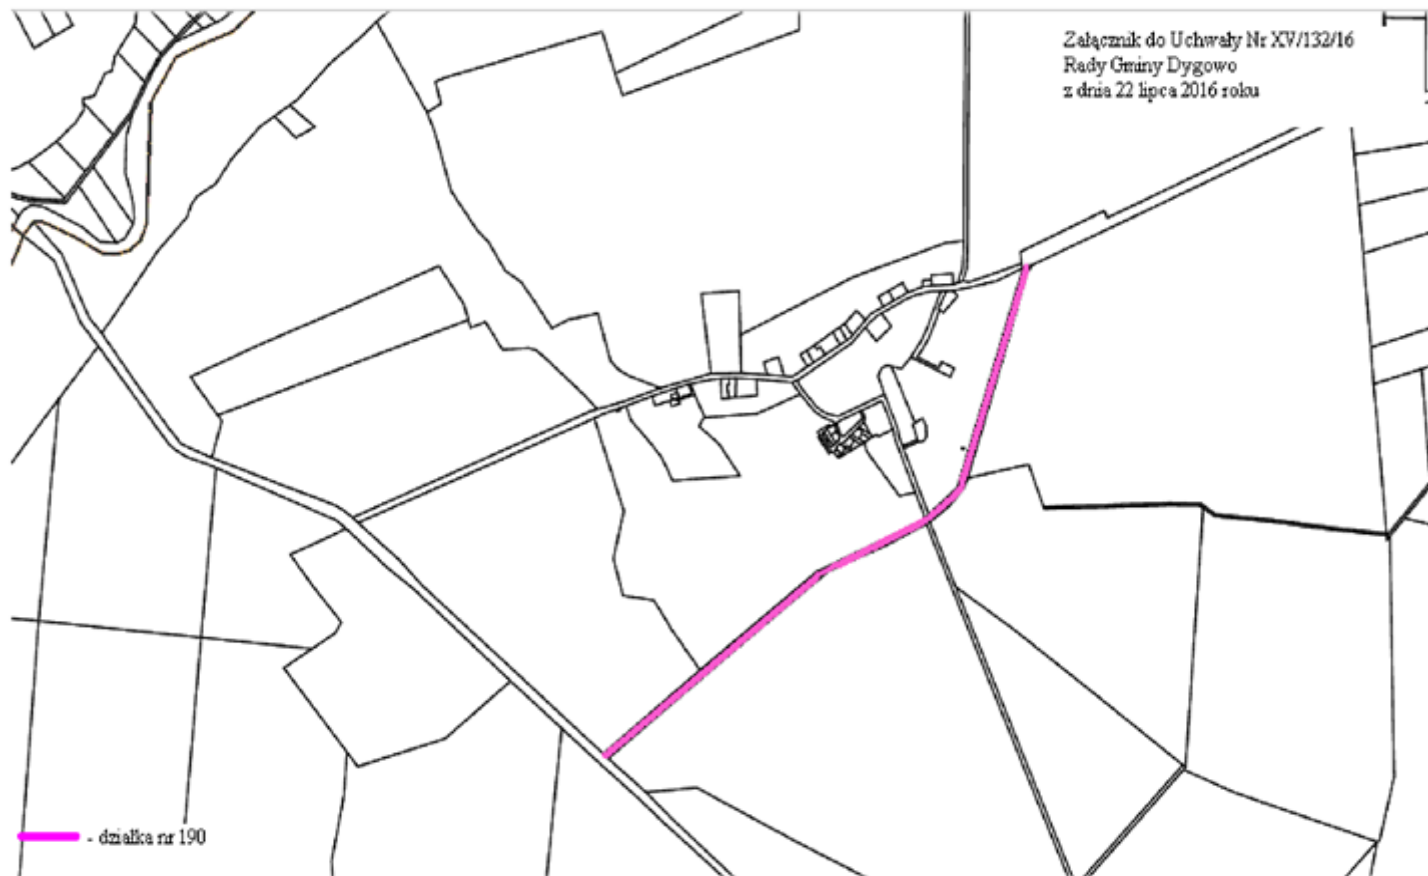 Załącznik do Uchwały Nr XV/132/16
Rady Gminy Dygowo
z dnia 22 lipca 2016 roku
- działka nr 190